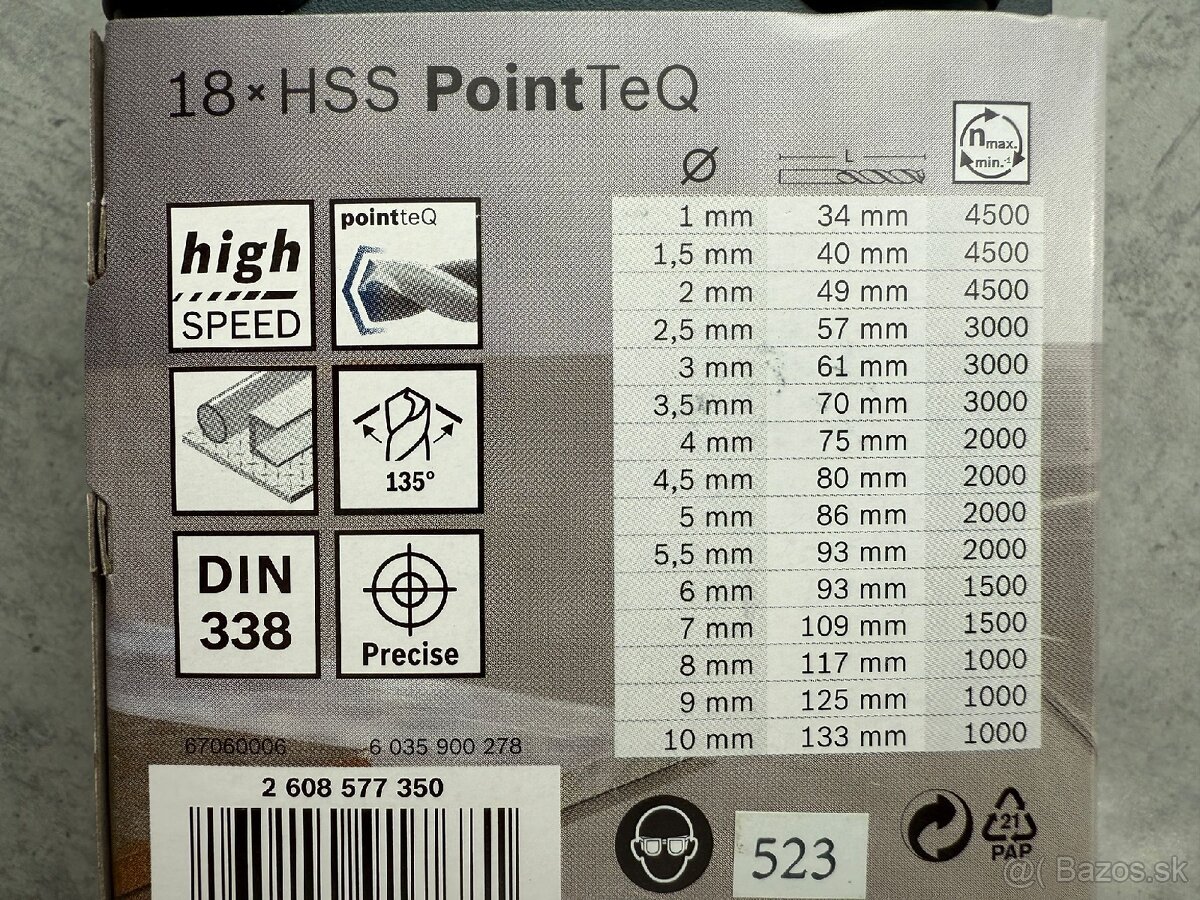 18 × HSS PointTeQ
Ø L n max. min.-1
high
SPEED
pointteQ
135°
DIN
338
Precise
1 mm 34 mm 4500
1,5 mm 40 mm 4500
2 mm 49 mm 4500
2,5 mm 57 mm 3000
3 mm 61 mm 3000
3,5 mm 70 mm 3000
4 mm 75 mm 2000
4,5 mm 80 mm 2000
5 mm 86 mm 2000
5,5 mm 93 mm 2000
6 mm 93 mm 1500
7 mm 109 mm 1500
8 mm 117 mm 1000
9 mm 125 mm 1000
10 mm 133 mm 1000
67060006 6 035 900 278
2 608 577 350
523
21
PAP
@( Bazos.sk